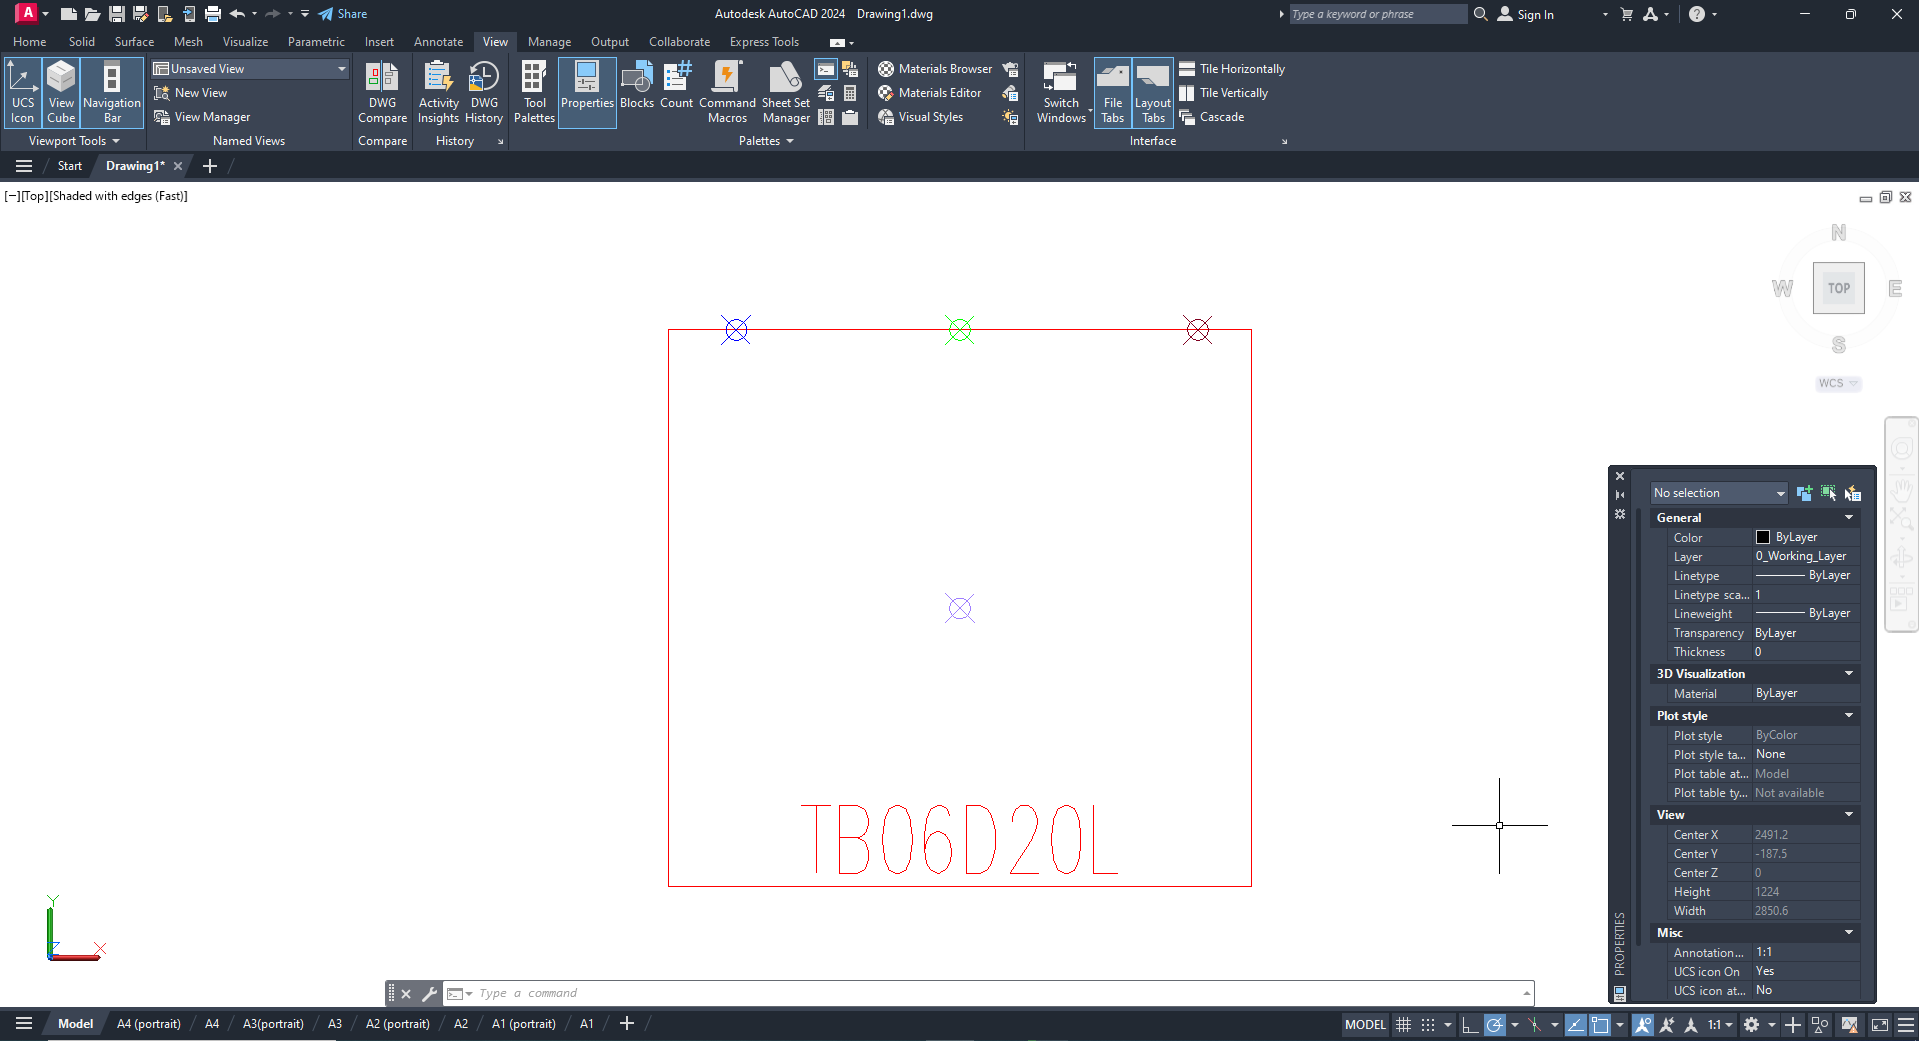 A Share Autodesk AutoCAD 2024 Drawing1.dwg Type a keyword or phrase Sign In
Home Solid Surface Mesh Visualize Parametric Insert Annotate View Manage Output Collaborate Express Tools
UCS Icon View Cube Navigation Bar
Viewport Tools
Unsaved View
New View
View Manager
Named Views
DWG Compare
Compare
Activity Insights DWG History
History
Tool Palettes Properties Blocks Count Command Macros Sheet Set Manager
Materials Browser
Materials Editor
Visual Styles
Palettes
Switch Windows File Tabs Layout Tabs
Tile Horizontally
Tile Vertically
Cascade
Interface
Start Drawing1*
[−][Top][Shaded with edges (Fast)]
N
W TOP E
S
WCS
TB06D20L
Y
Z X
No selection
General
Color ByLayer
Layer 0_Working_Layer
Linetype ByLayer
Linetype sca... 1
Lineweight ByLayer
Transparency ByLayer
Thickness 0
3D Visualization
Material ByLayer
Plot style
Plot style ByColor
Plot style ta... None
Plot table at... Model
Plot table ty... Not available
View
Center X 2491.2
Center Y -187.5
Center Z 0
Height 1224
Width 2850.6
Misc
Annotation... 1:1
UCS icon On Yes
UCS icon at... No
PROPERTIES
Type a command
Model A4 (portrait) A4 A3(portrait) A3 A2 (portrait) A2 A1 (portrait) A1
MODEL 1:1